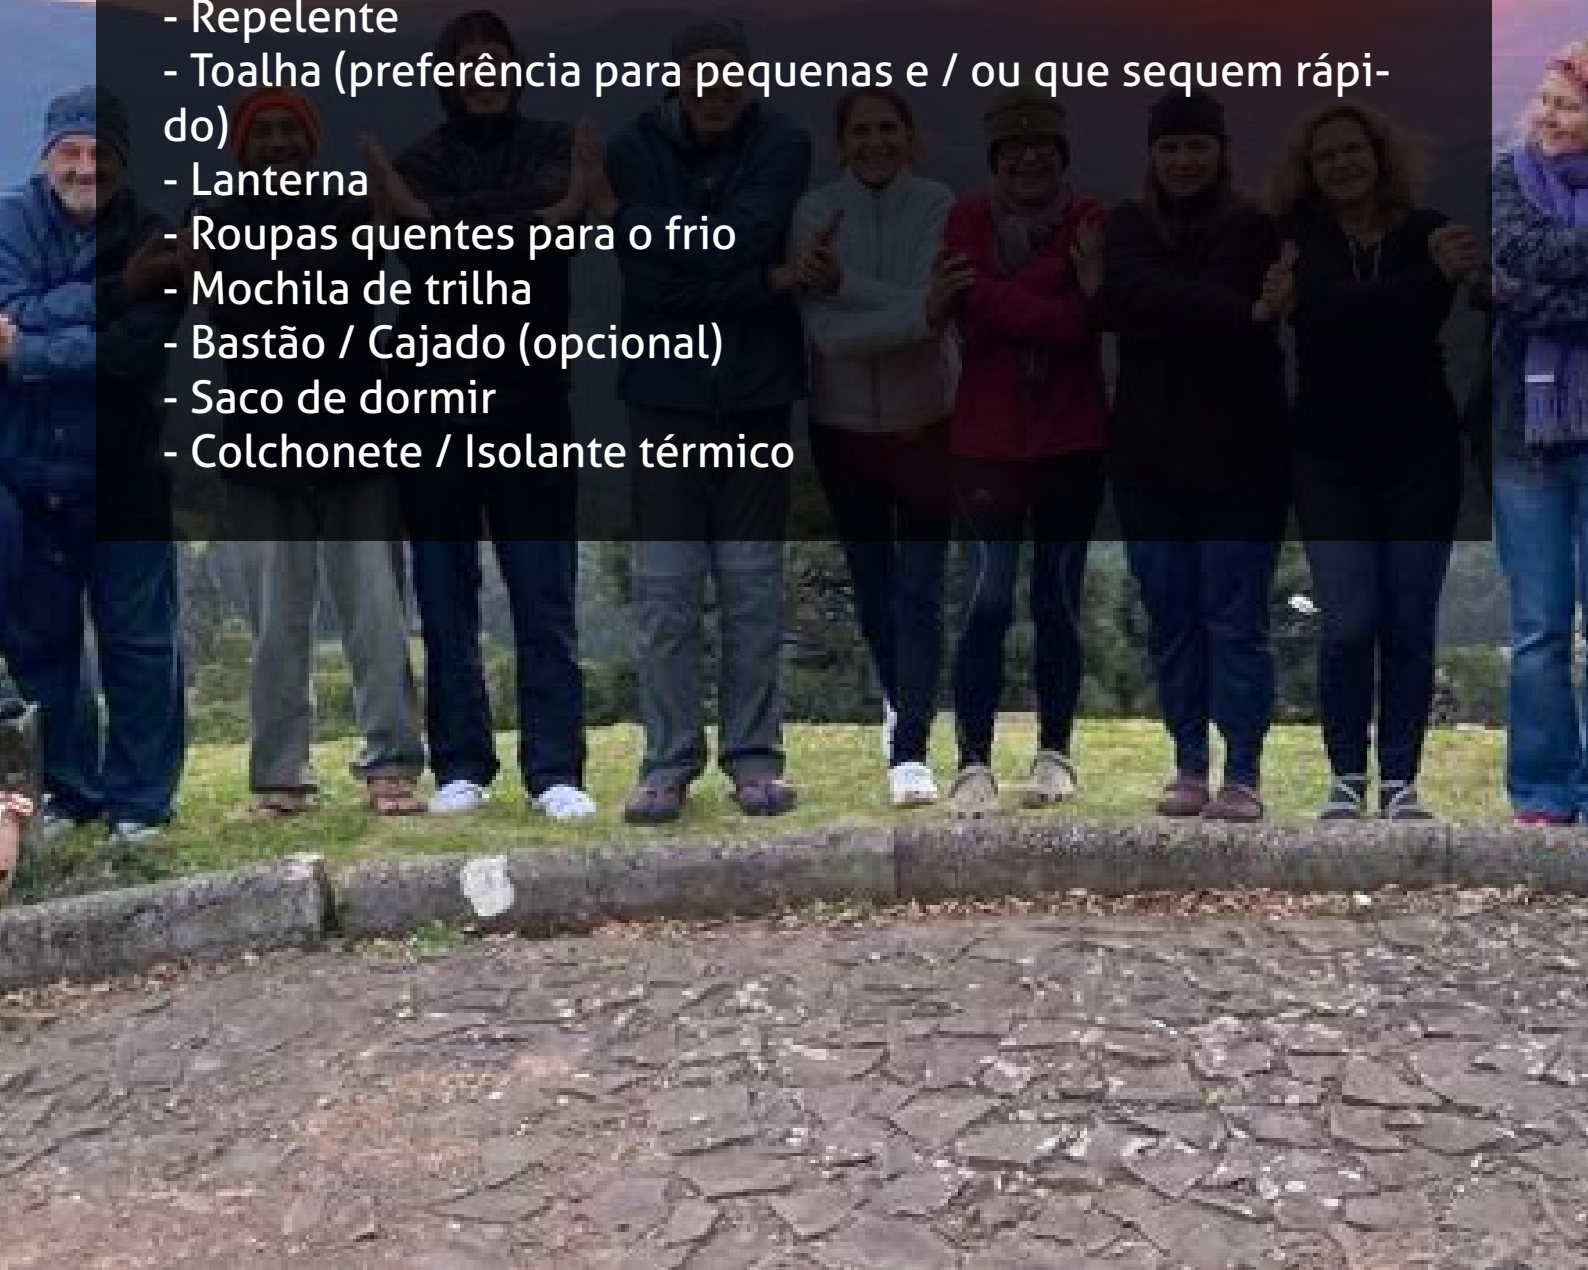 - Repelente
- Toalha (preferência para pequenas e / ou que sequem rápi-
do)
- Lanterna
- Roupas quentes para o frio
- Mochila de trilha
- Bastão / Cajado (opcional)
- Saco de dormir
- Colchonete / Isolante térmico